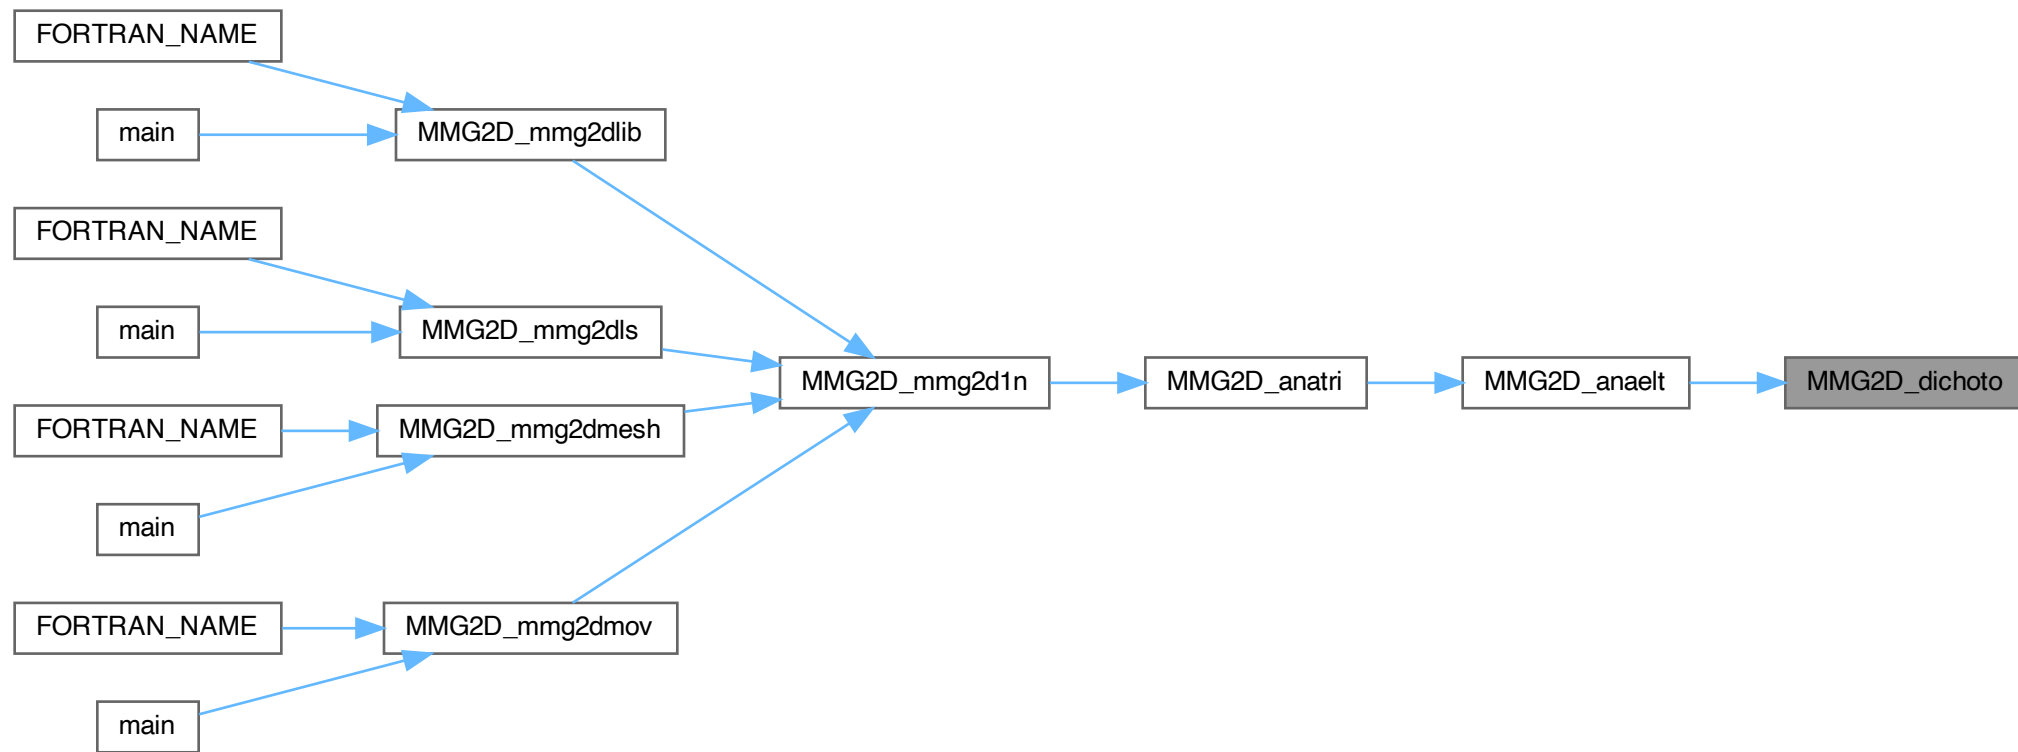 FORTRAN_NAME
main
MMG2D_mmg2dlib
FORTRAN_NAME
main
MMG2D_mmg2dls
MMG2D_mmg2d1n
MMG2D_anatri
MMG2D_anaelt
MMG2D_dichoto
FORTRAN_NAME
MMG2D_mmg2dmesh
main
FORTRAN_NAME
MMG2D_mmg2dmov
main